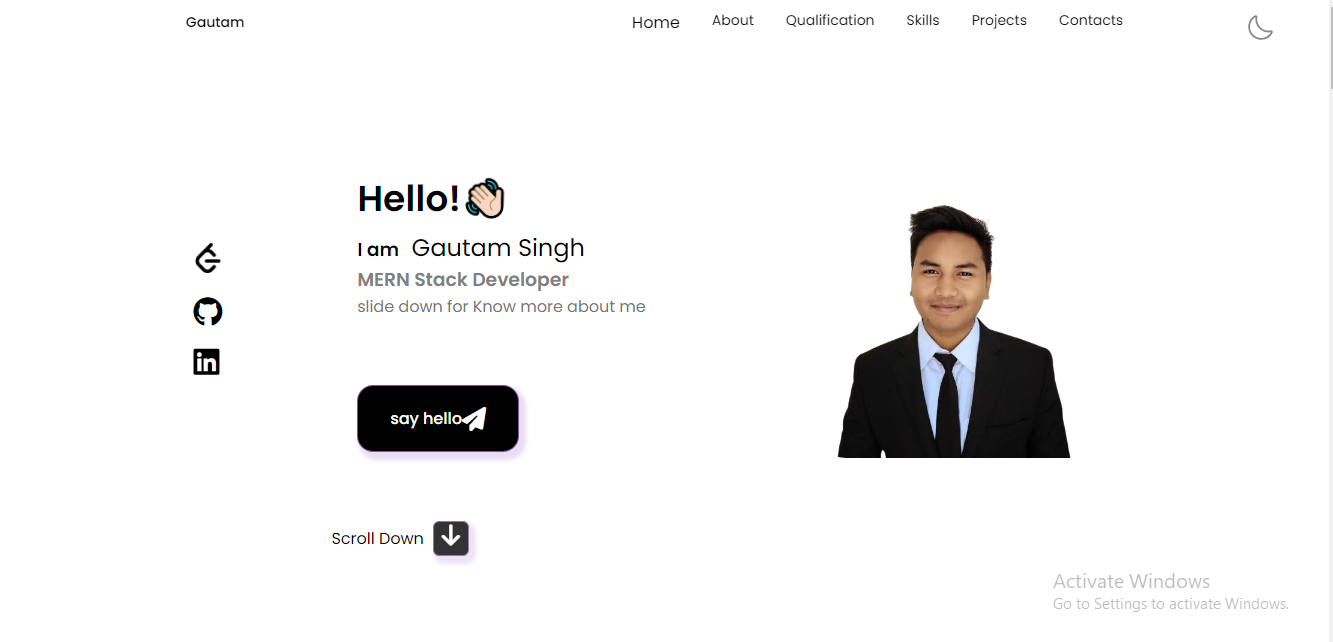 Gautam Home About Qualification Skills Projects Contacts
Hello!
I am Gautam Singh
MERN Stack Developer
slide down for Know more about me
in
say hello
Scroll Down
Activate Windows
Go to Settings to activate Windows.